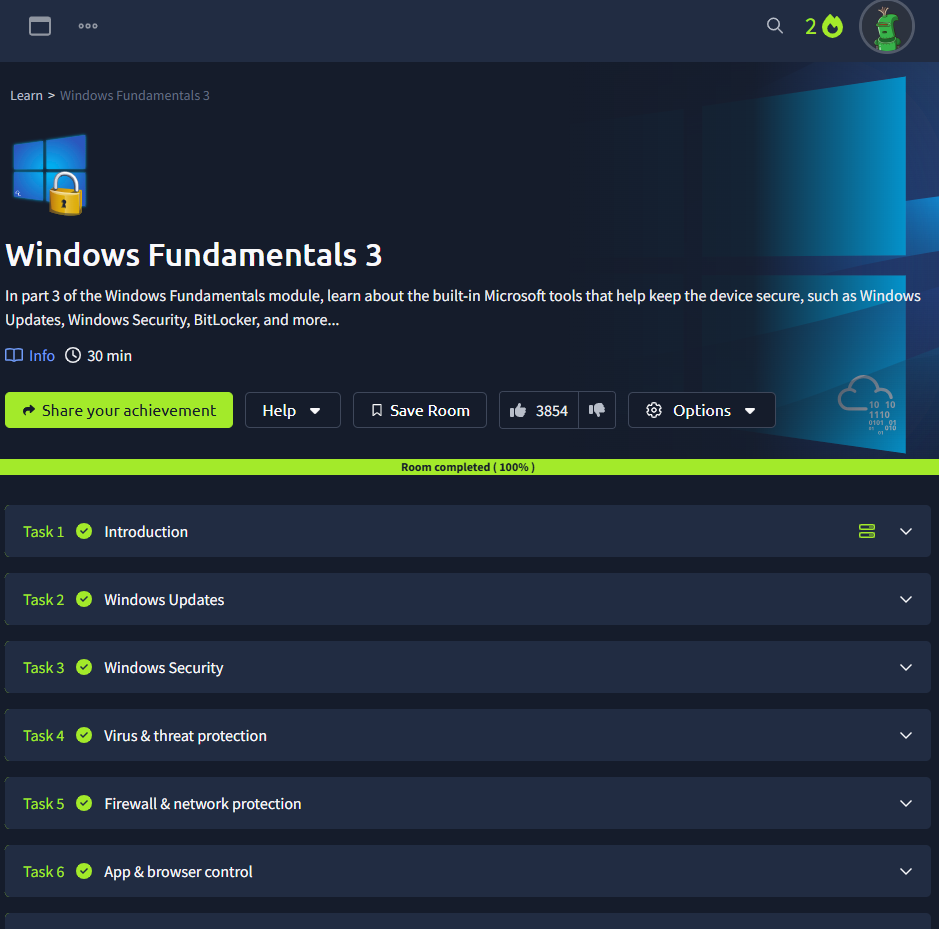 2
Learn > Windows Fundamentals 3
Windows Fundamentals 3
In part 3 of the Windows Fundamentals module, learn about the built-in Microsoft tools that help keep the device secure, such as Windows
Updates, Windows Security, BitLocker, and more...
Info 30 min
Share your achievement Help Save Room 3854 Options
10 10
1110
0101 01
01 010
01
Room completed ( 100% )
Task 1 Introduction
Task 2 Windows Updates
Task 3 Windows Security
Task 4 Virus & threat protection
Task 5 Firewall & network protection
Task 6 App & browser control